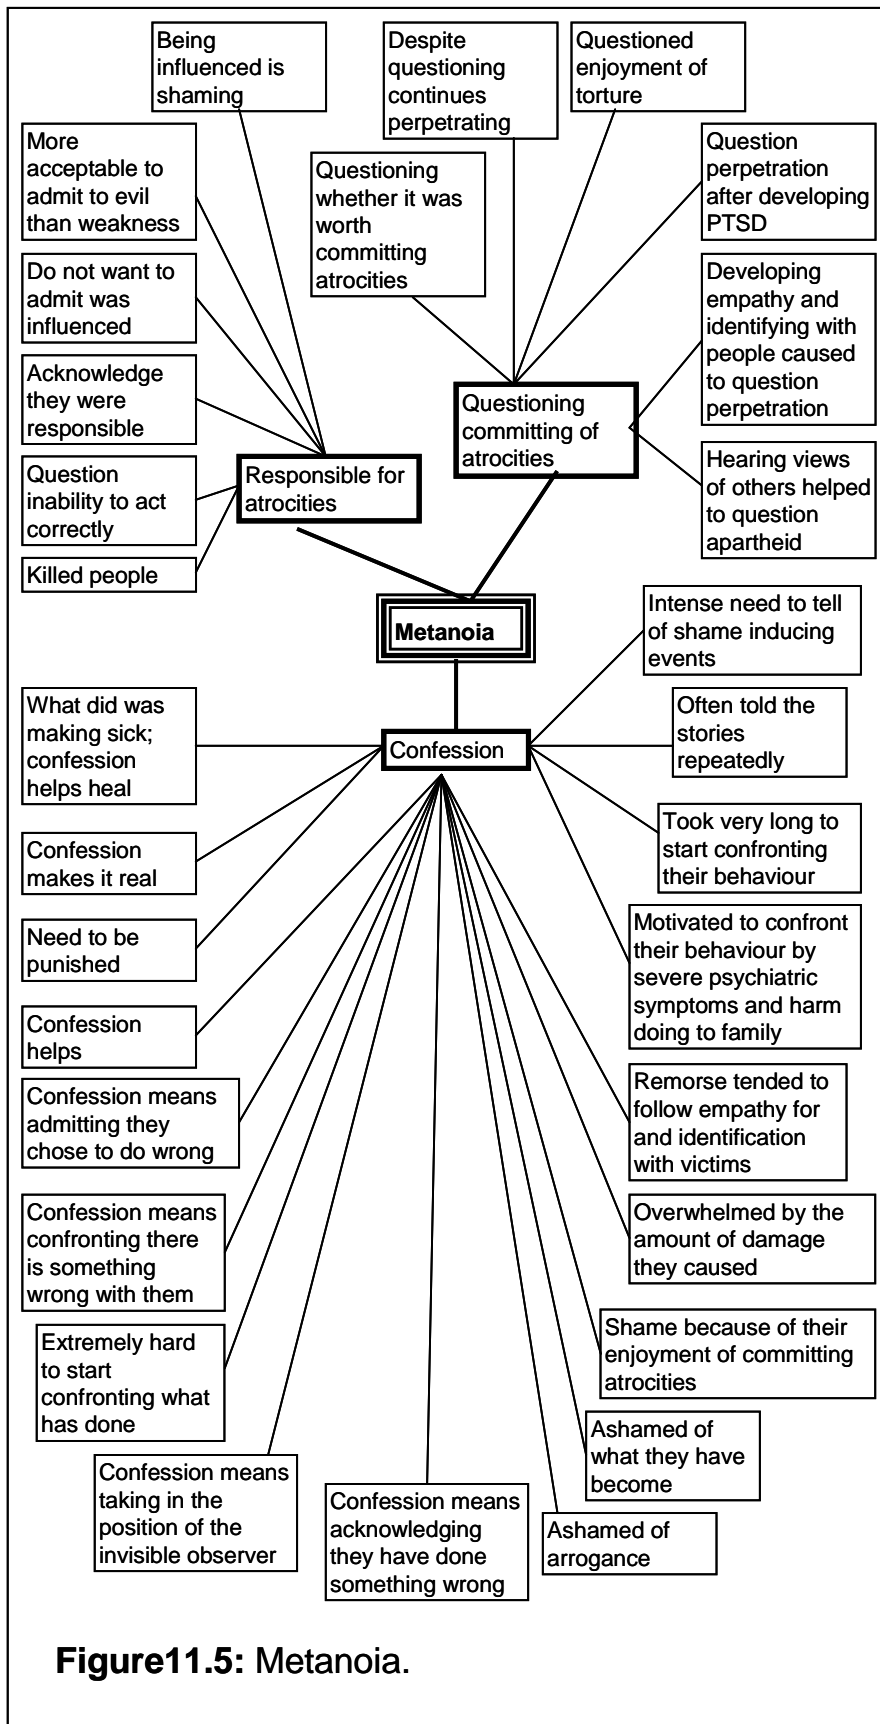 Being
influenced is
shaming
Despite
questioning
continues
perpetrating
Questioned
enjoyment of
torture
More
acceptable to
admit to evil
than weakness
Questioning
whether it was
worth
committing
atrocities
Question
perpetration
after developing
PTSD
Do not want to
admit was
influenced
Developing
empathy and
identifying with
people caused
to question
perpetration
Acknowledge
they were
responsible
Questioning
committing of
atrocities
Question
inability to act
correctly
Responsible for
atrocities
Hearing views
of others helped
to question
apartheid
Killed people
Metanoia
Intense need to tell
of shame inducing
events
What did was
making sick;
confession
helps heal
Confession
Often told the
stories
repeatedly
Confession
makes it real
Took very long to
start confronting
their behaviour
Need to be
punished
Motivated to confront
their behaviour by
severe psychiatric
symptoms and harm
doing to family
Confession
helps
Confession means
admitting they
chose to do wrong
Remorse tended to
follow empathy for
and identification
with victims
Confession means
confronting there
is something
wrong with them
Overwhelmed by the
amount of damage
they caused
Extremely hard
to start
confronting what
has done
Shame because of their
enjoyment of committing
atrocities
Confession means
taking in the
position of the
invisible observer
Confession means
acknowledging
they have done
something wrong
Ashamed of
what they have
become
Ashamed of
arrogance
Figure11.5: Metanoia.